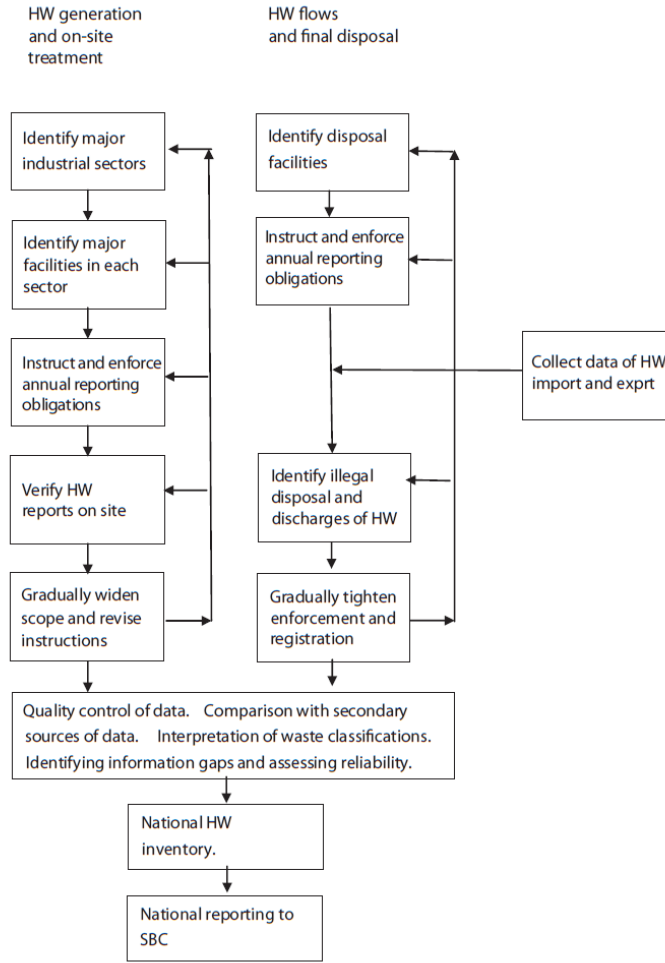 HW generation
and on-site
treatment
HW flows
and final disposal
Identify major
industrial sectors
Identify major
facilities in each
sector
Instruct and enforce
annual reporting
obligations
Verify HW
reports on site
Gradually widen
scope and revise
instructions
Identify disposal
facilities
Instruct and enforce
annual reporting
obligations
Collect data of HW
import and exprt
Identify illegal
disposal and
discharges of HW
Gradually tighten
enforcement and
registration
Quality control of data. Comparison with secondary
sources of data. Interpretation of waste classifications.
Identifying information gaps and assessing reliability.
National HW
inventory.
National reporting to
SBC